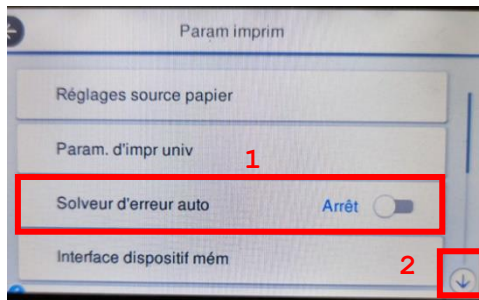 Param imprim
Réglages source papier
Param. d'impr univ
1
Solveur d'erreur auto Arrêt
Interface dispositif mém
2